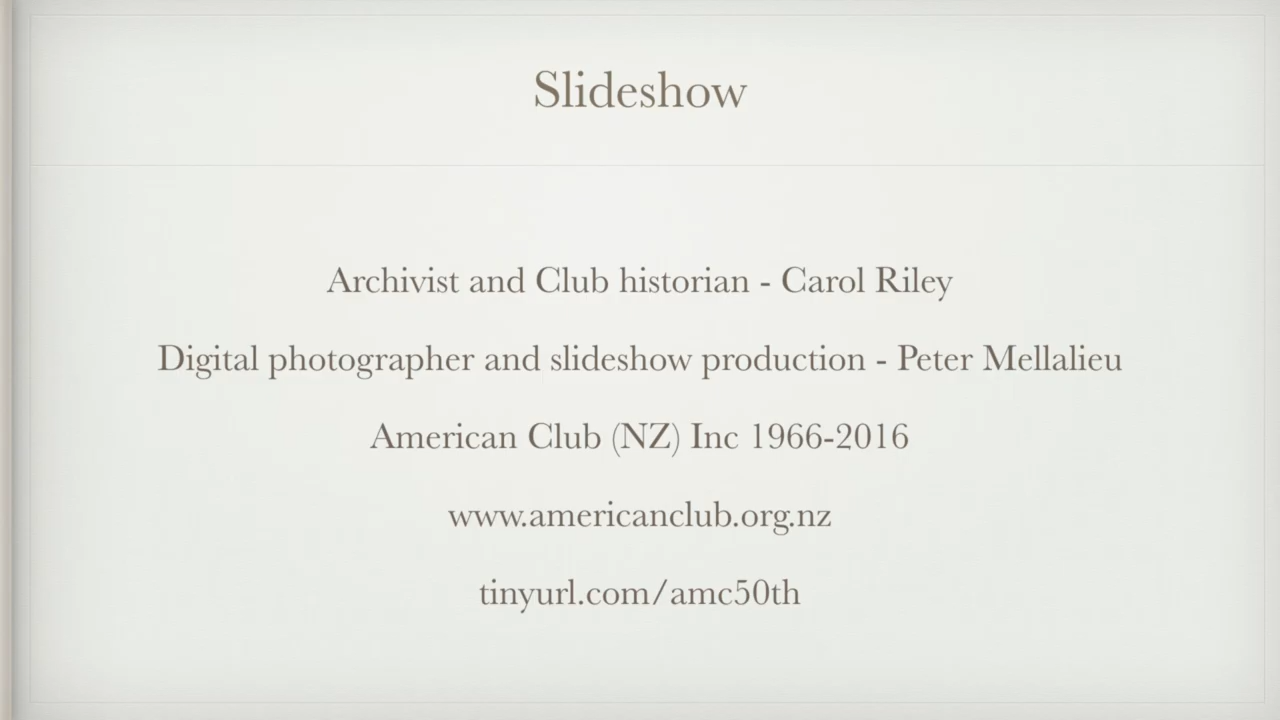 Slideshow
Archivist and Club historian - Carol Riley
Digital photographer and slideshow production - Peter Mellalieu
American Club (NZ) Inc 1966-2016
www.americanclub.org.nz
tinyurl.com/amc50th